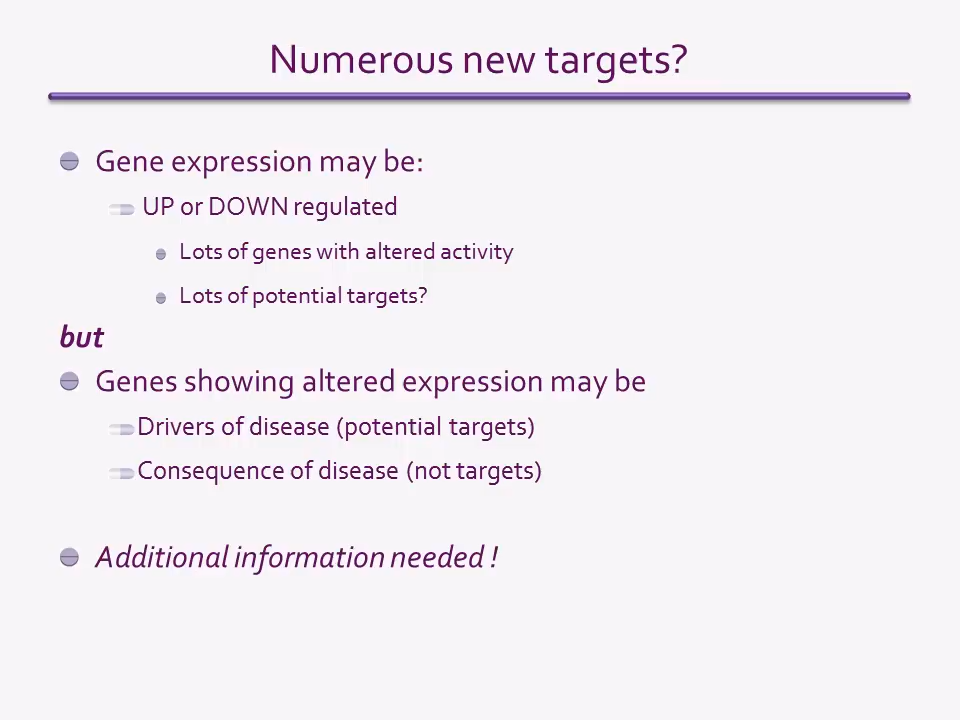 Numerous new targets?
Gene expression may be:
UP or DOWN regulated
Lots of genes with altered activity
Lots of potential targets?
but
Genes showing altered expression may be
Drivers of disease (potential targets)
Consequence of disease (not targets)
Additional information needed !